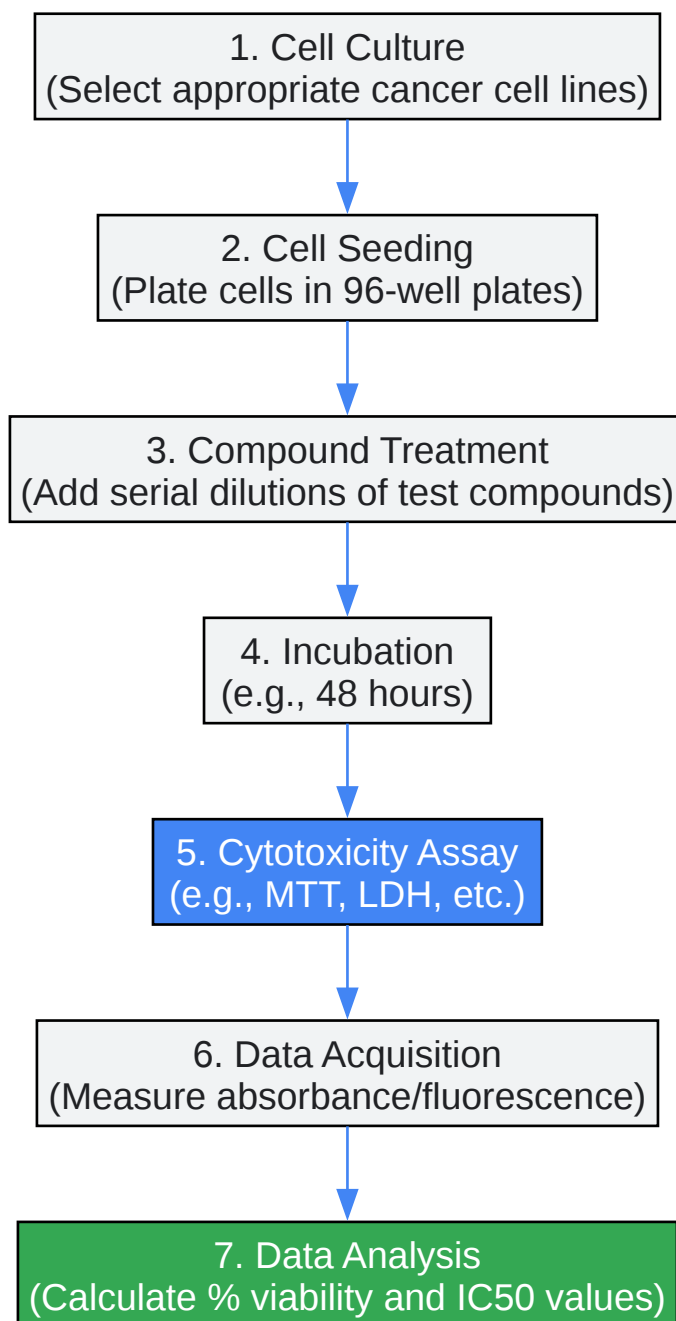 1. Cell Culture
(Select appropriate cancer cell lines)
2. Cell Seeding
(Plate cells in 96-well plates)
3. Compound Treatment
(Add serial dilutions of test compounds)
4. Incubation
(e.g., 48 hours)
5. Cytotoxicity Assay
(e.g., MTT, LDH, etc.)
6. Data Acquisition
(Measure absorbance/fluorescence)
7. Data Analysis
(Calculate % viability and IC50 values)